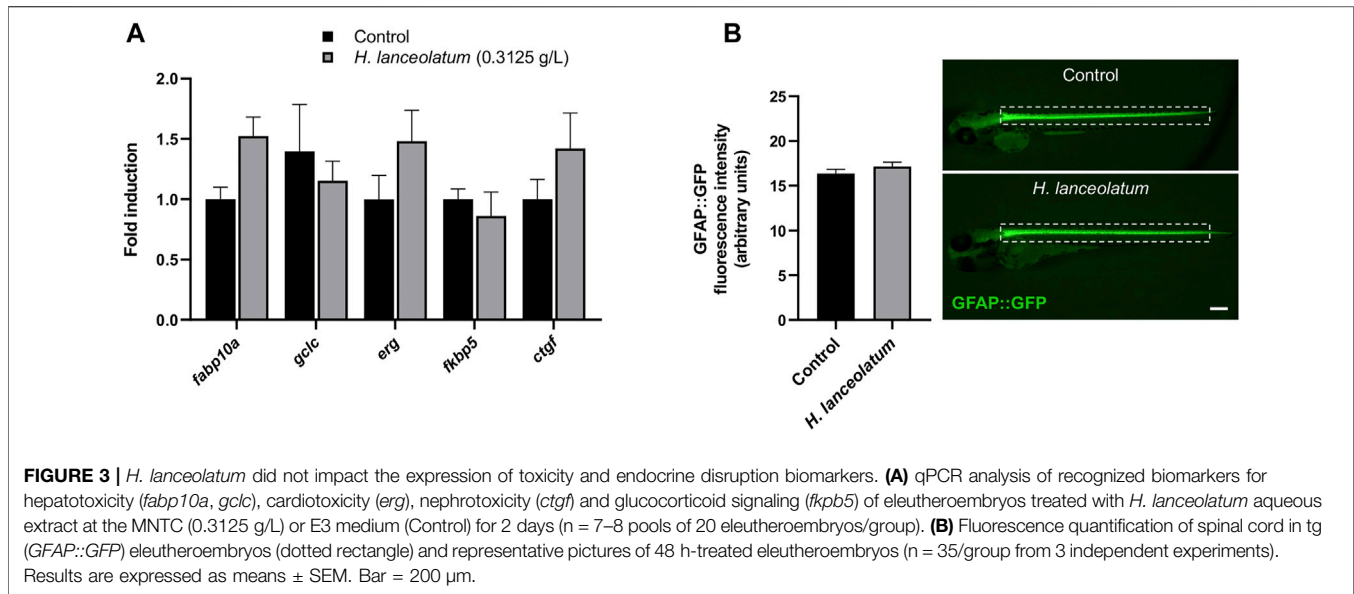 A
Control
H. lanceolatum (0.3125 g/L)
Fold induction
2.0
1.5
1.0
0.5
0.0
fabp10a
gclc
erg
fkbp5
ctgf
B
GFAP::GFP
fluorescence intensity
(arbitrary units)
25
20
15
10
5
0
Control
H. lanceolatum
Control
H. lanceolatum
GFAP::GFP
FIGURE 3 | H. lanceolatum did not impact the expression of toxicity and endocrine disruption biomarkers. (A) qPCR analysis of recognized biomarkers for
hepatotoxicity (fabp10a, gclc), cardiotoxicity (erg), nephrotoxicity (ctgf) and glucocorticoid signaling (fkpb5) of eleutheroembryos treated with H. lanceolatum aqueous
extract at the MNTC (0.3125 g/L) or E3 medium (Control) for 2 days (n = 7–8 pools of 20 eleutheroembryos/group). (B) Fluorescence quantification of spinal cord in tg
(GFAP::GFP) eleutheroembryos (dotted rectangle) and representative pictures of 48 h-treated eleutheroembryos (n = 35/group from 3 independent experiments).
Results are expressed as means ± SEM. Bar = 200 μm.